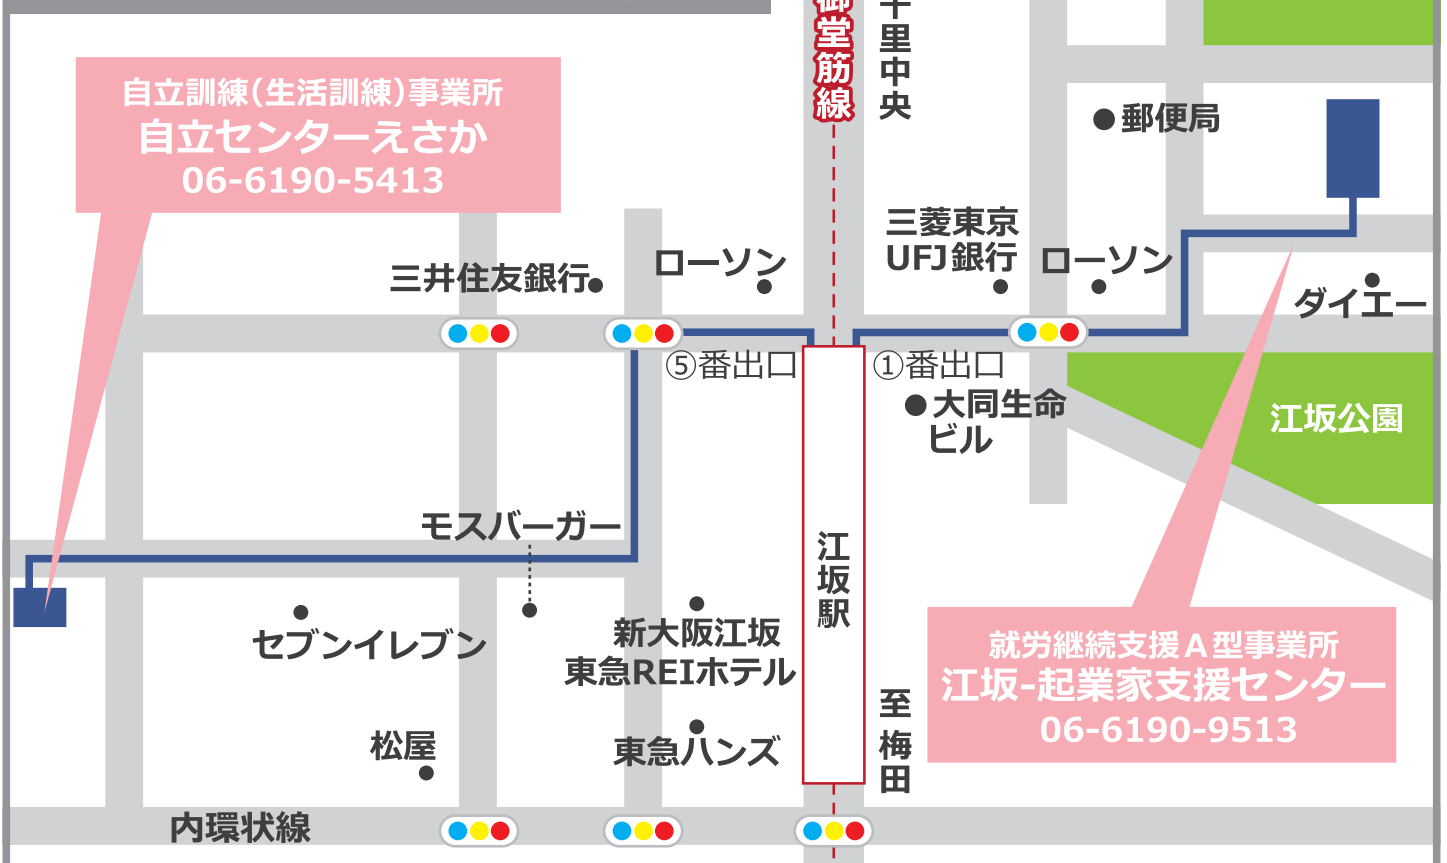 御堂筋線
千里中央
自立訓練(生活訓練)事業所
自立センターえさか
06-6190-5413
郵便局
三菱東京
UFJ銀行
ローソン
ローソン
三井住友銀行
ダイエー
⑤番出口
①番出口
大同生命
ビル
江坂公園
モスバーガー
江坂駅
セブンイレブン
新大阪江坂
東急REIホテル
就労継続支援A型事業所
江坂-起業家支援センター
06-6190-9513
至 梅田
東急ハンズ
松屋
内環状線